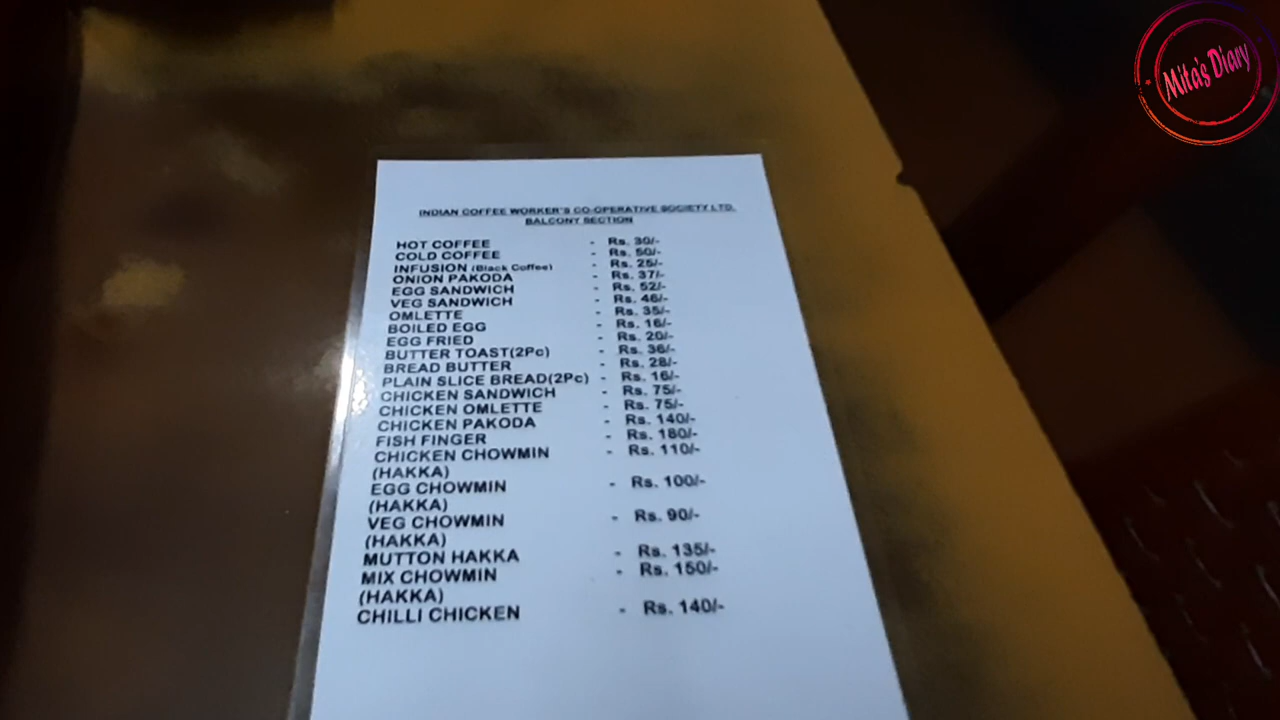 Mita's Diary
INDIAN COFFEE WORKER'S CO-OPERATIVE SOCIETY LTD.
BALCONY SECTION
HOT COFFEE - Rs. 30/-
COLD COFFEE - Rs. 50/-
INFUSION (Black Coffee) - Rs. 25/-
ONION PAKODA - Rs. 37/-
EGG SANDWICH - Rs. 52/-
VEG SANDWICH - Rs. 46/-
OMLETTE - Rs. 35/-
BOILED EGG - Rs. 16/-
EGG FRIED - Rs. 20/-
BUTTER TOAST(2Pc) - Rs. 36/-
BREAD BUTTER - Rs. 28/-
PLAIN SLICE BREAD(2Pc) - Rs. 16/-
CHICKEN SANDWICH - Rs. 75/-
CHICKEN OMLETTE - Rs. 75/-
CHICKEN PAKODA - Rs. 140/-
FISH FINGER - Rs. 180/-
CHICKEN CHOWMIN - Rs. 110/-
(HAKKA)
EGG CHOWMIN - Rs. 100/-
(HAKKA)
VEG CHOWMIN - Rs. 90/-
(HAKKA)
MUTTON HAKKA - Rs. 135/-
MIX CHOWMIN - Rs. 150/-
(HAKKA)
CHILLI CHICKEN - Rs. 140/-